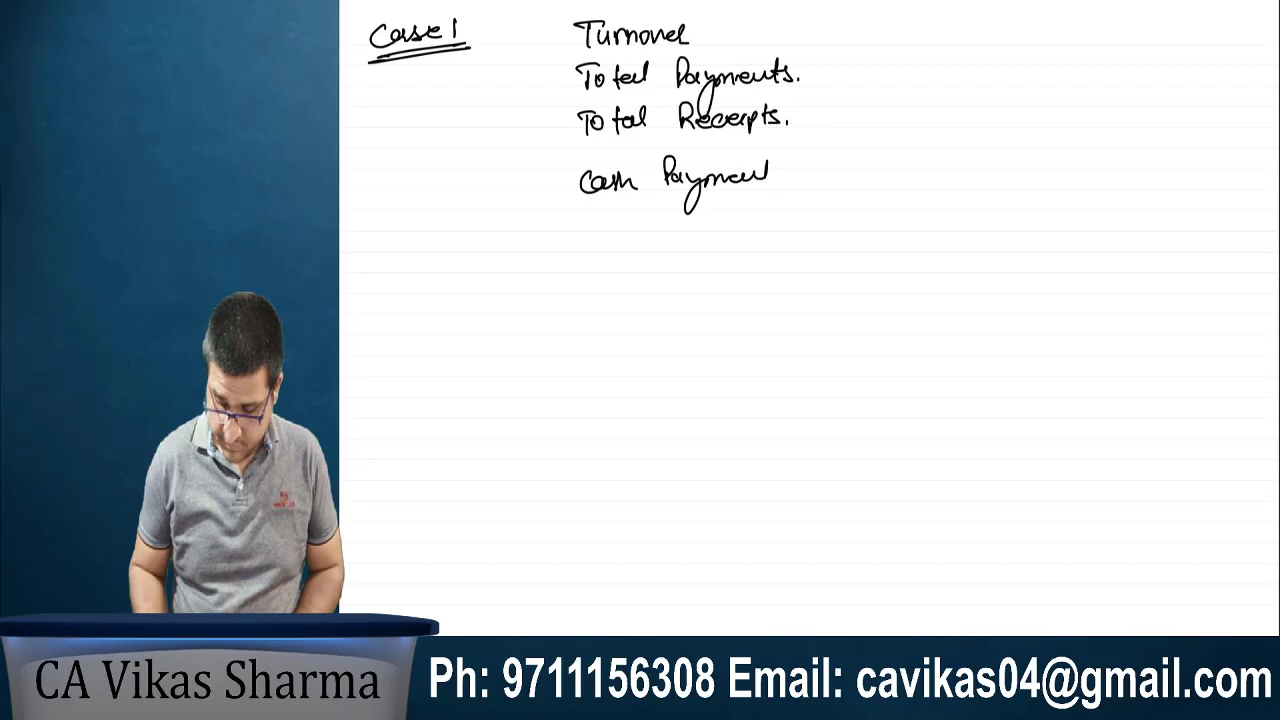 Case 1
Turnover
Total Payments.
Total Receipts.
Cash Payment
CA Vikas Sharma
Ph: 9711156308 Email: cavikas04@gmail.com